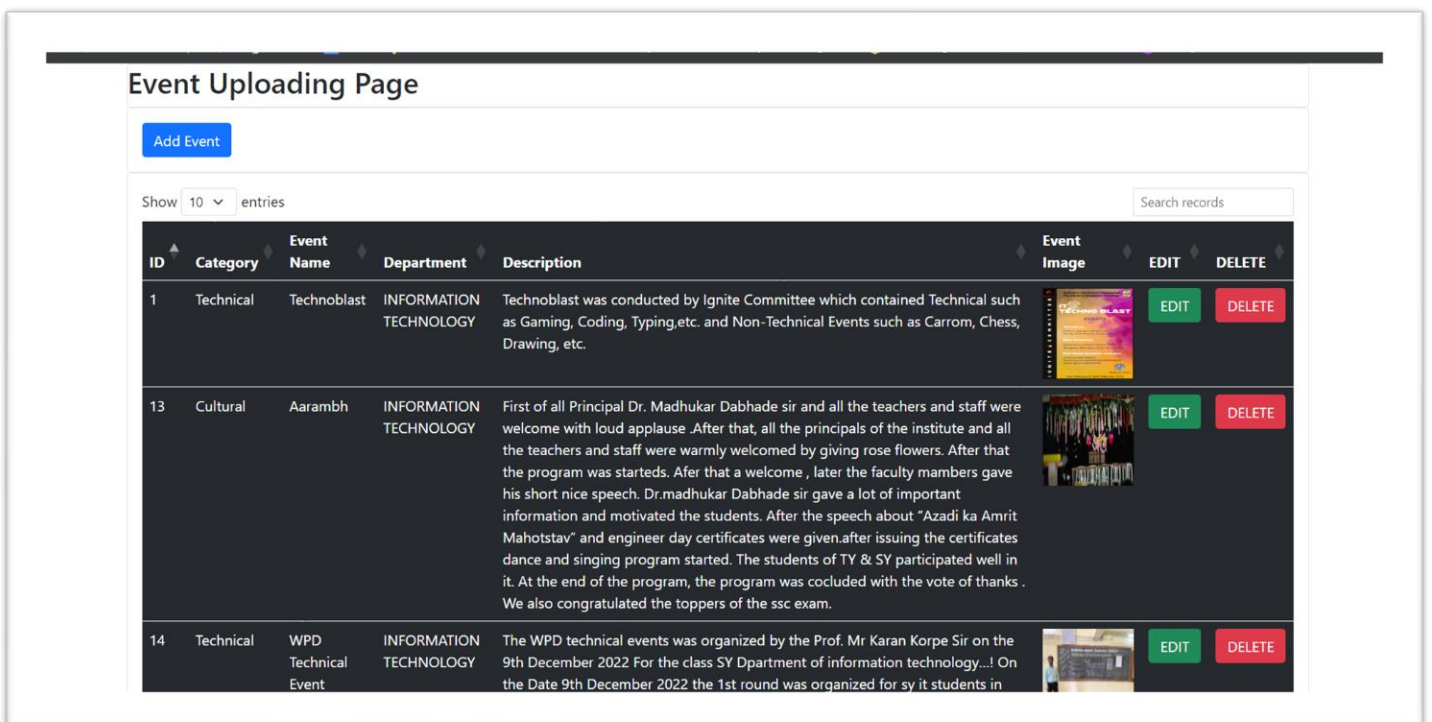 Event Uploading Page
Add Event
Show 10 entries
Search records
ID Category Event Name Department Description Event Image EDIT DELETE
1 Technical Technoblast INFORMATION TECHNOLOGY
Technoblast was conducted by Ignite Committee which contained Technical such
as Gaming, Coding, Typing,etc. and Non-Technical Events such as Carrom, Chess,
Drawing, etc.
TECHNO BLAST
EDIT DELETE
13 Cultural Aarambh INFORMATION TECHNOLOGY
First of all Principal Dr. Madhukar Dabhade sir and all the teachers and staff were
welcome with loud applause .After that, all the principals of the institute and all
the teachers and staff were warmly welcomed by giving rose flowers. After that
the program was starteds. Afer that a welcome , later the faculty mambers gave
his short nice speech. Dr.madhukar Dabhade sir gave a lot of important
information and motivated the students. After the speech about "Azadi ka Amrit
Mahotstav" and engineer day certificates were given.after issuing the certificates
dance and singing program started. The students of TY & SY participated well in
it. At the end of the program, the program was cocluded with the vote of thanks .
We also congratulated the toppers of the ssc exam.
EDIT DELETE
14 Technical WPD Technical Event INFORMATION TECHNOLOGY
The WPD technical events was organized by the Prof. Mr Karan Korpe Sir on the
9th December 2022 For the class SY Dpartment of information technology...! On
the Date 9th December 2022 the 1st round was organized for sy it students in
EDIT DELETE